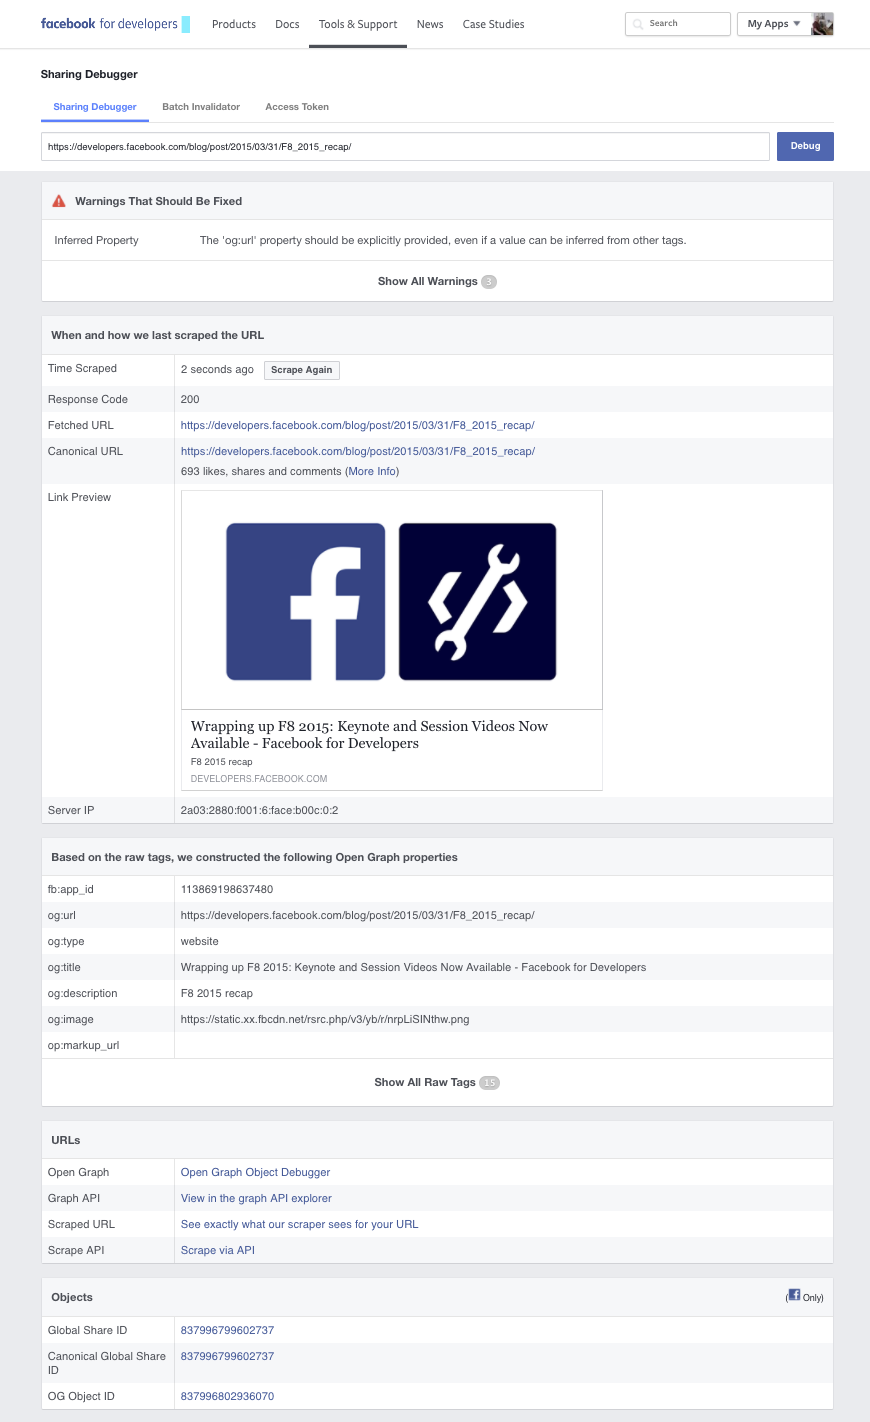 facebook for developers
Products Docs Tools & Support News Case Studies
Search
My Apps
Sharing Debugger
Sharing Debugger Batch Invalidator Access Token
https://developers.facebook.com/blog/post/2015/03/31/F8_2015_recap/
Debug
Warnings That Should Be Fixed
Inferred Property The 'og:url' property should be explicitly provided, even if a value can be inferred from other tags.
Show All Warnings 3
When and how we last scraped the URL
Time Scraped 2 seconds ago Scrape Again
Response Code 200
Fetched URL https://developers.facebook.com/blog/post/2015/03/31/F8_2015_recap/
Canonical URL https://developers.facebook.com/blog/post/2015/03/31/F8_2015_recap/
693 likes, shares and comments (More Info)
Link Preview
Wrapping up F8 2015: Keynote and Session Videos Now
Available - Facebook for Developers
F8 2015 recap
DEVELOPERS.FACEBOOK.COM
Server IP 2a03:2880:f001:6:face:b00c:0:2
Based on the raw tags, we constructed the following Open Graph properties
fb:app_id 113869198637480
og:url https://developers.facebook.com/blog/post/2015/03/31/F8_2015_recap/
og:type website
og:title Wrapping up F8 2015: Keynote and Session Videos Now Available - Facebook for Developers
og:description F8 2015 recap
og:image https://static.xx.fbcdn.net/rsrc.php/v3/yb/r/nrpLiSINthw.png
op:markup_url
Show All Raw Tags 15
URLs
Open Graph Open Graph Object Debugger
Graph API View in the graph API explorer
Scraped URL See exactly what our scraper sees for your URL
Scrape API Scrape via API
Objects (f Only)
Global Share ID 837996799602737
Canonical Global Share 837996799602737
ID
OG Object ID 837996802936070